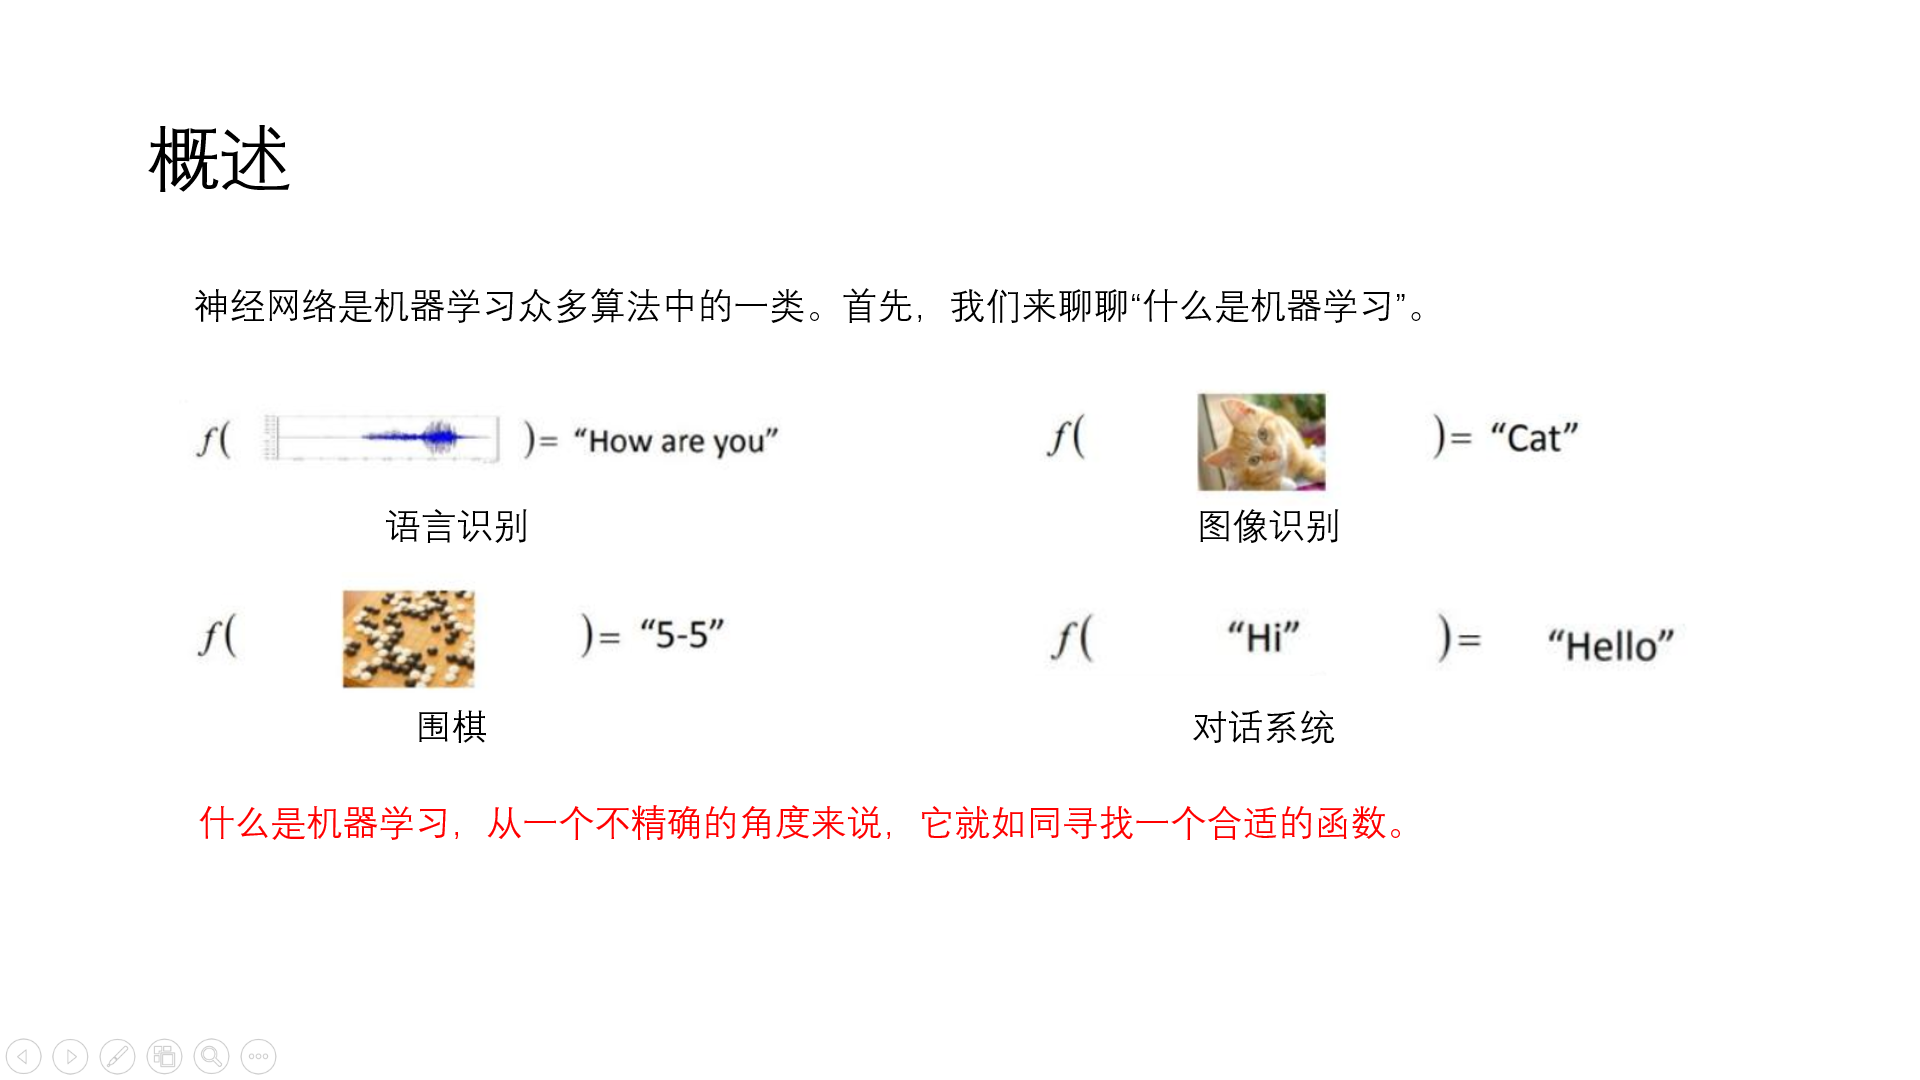 概述
神经网络是机器学习众多算法中的一类。首先，我们来聊聊“什么是机器学习”。
f( )= “How are you”
f( )= “Cat”
语言识别
图像识别
f( )= “5-5”
f( “Hi” )= “Hello”
围棋
对话系统
什么是机器学习，从一个不精确的角度来说，它就如同寻找一个合适的函数。